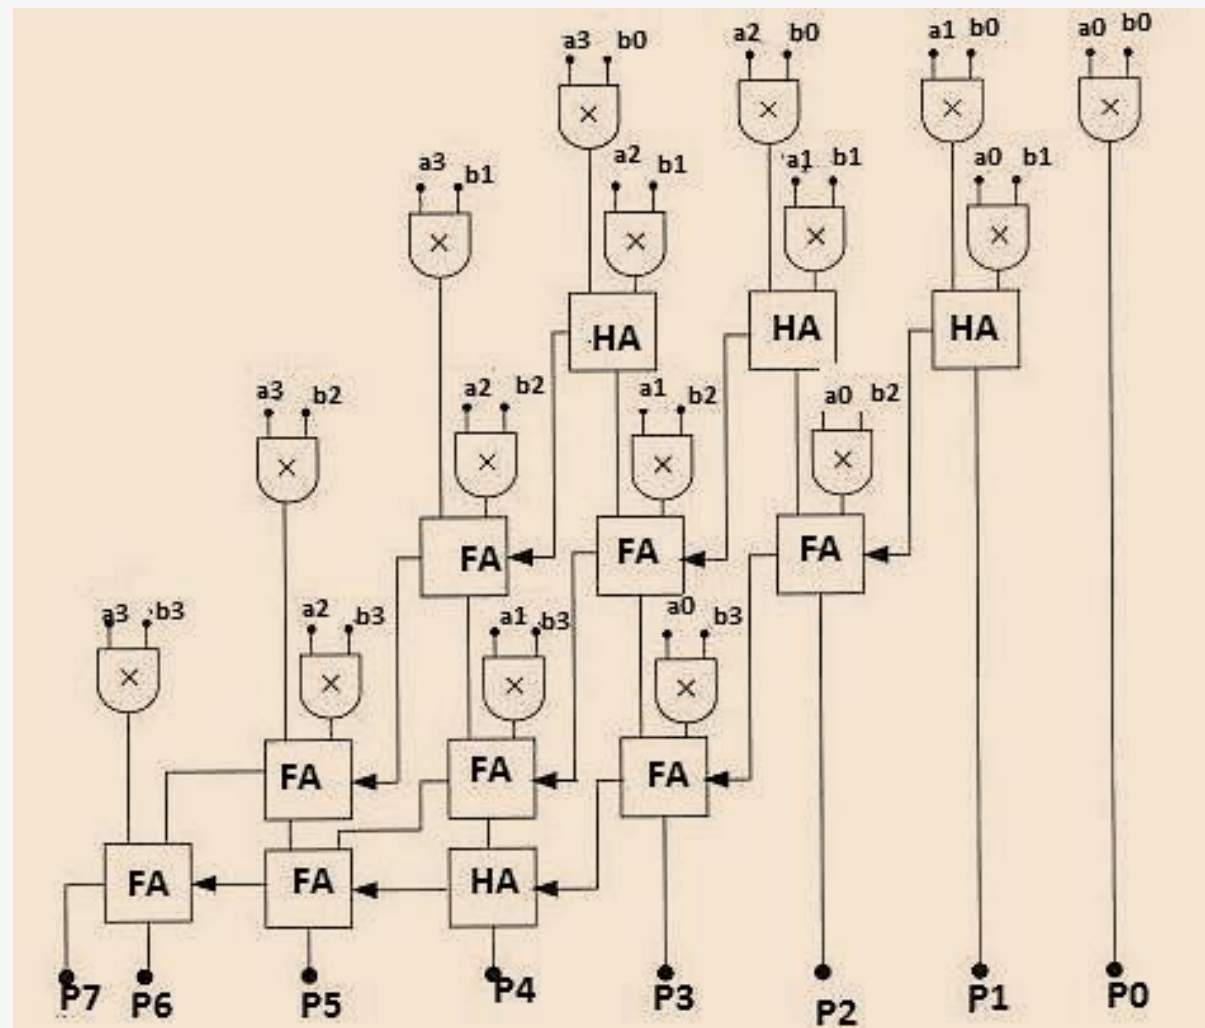 a3 b0 a2 b0 a1 b0 a0 b0
a3 b1 a2 b1 a1 b1 a0 b1
HA HA HA
a3 b2 a2 b2 a1 b2 a0 b2
FA FA FA
a3 b3 a2 b3 a1 b3 a0 b3
FA FA FA
FA FA HA
P7 P6 P5 P4 P3 P2 P1 P0